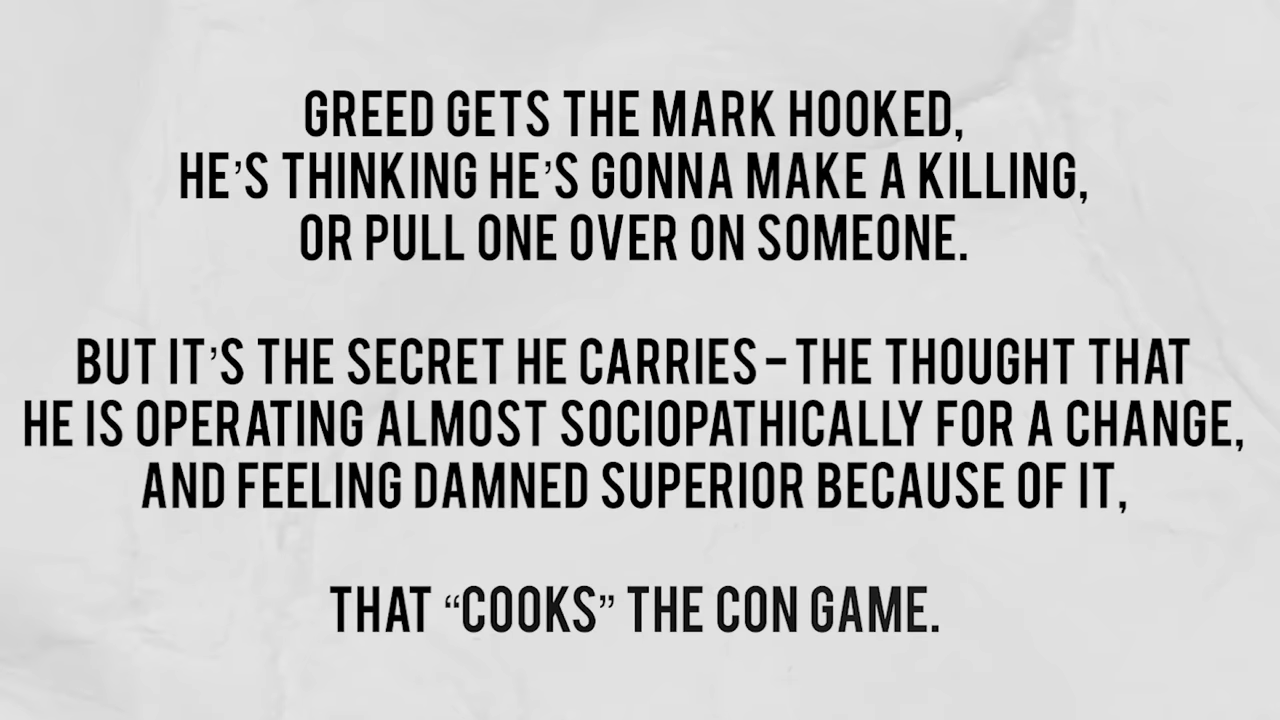 GREED GETS THE MARK HOOKED,
HE’S THINKING HE’S GONNA MAKE A KILLING,
OR PULL ONE OVER ON SOMEONE.
BUT IT’S THE SECRET HE CARRIES – THE THOUGHT THAT
HE IS OPERATING ALMOST SOCIOPATHICALLY FOR A CHANGE,
AND FEELING DAMNED SUPERIOR BECAUSE OF IT,
THAT “COOKS” THE CON GAME.